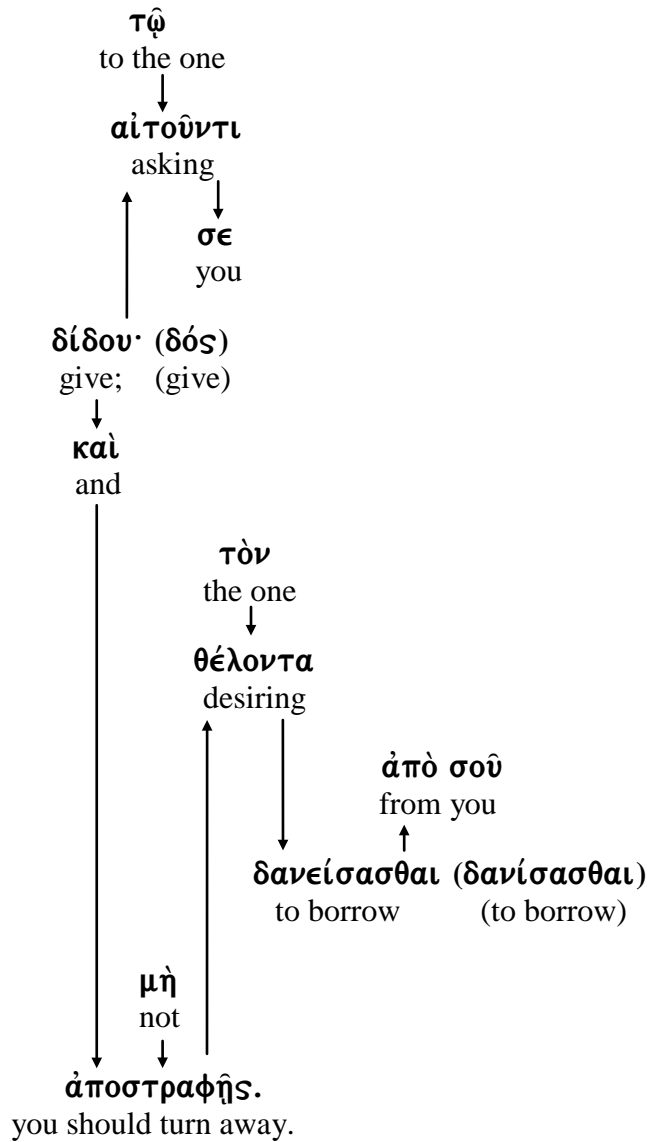 τῷ
to the one
αἰτοῦντι
asking
σε
you
δίδου· (δός)
give; (give)
καὶ
and
τὸν
the one
θέλοντα
desiring
ἀπὸ σοῦ
from you
δανείσασθαι (δανίσασθαι)
to borrow (to borrow)
μὴ
not
ἀποστραφῇς.
you should turn away.